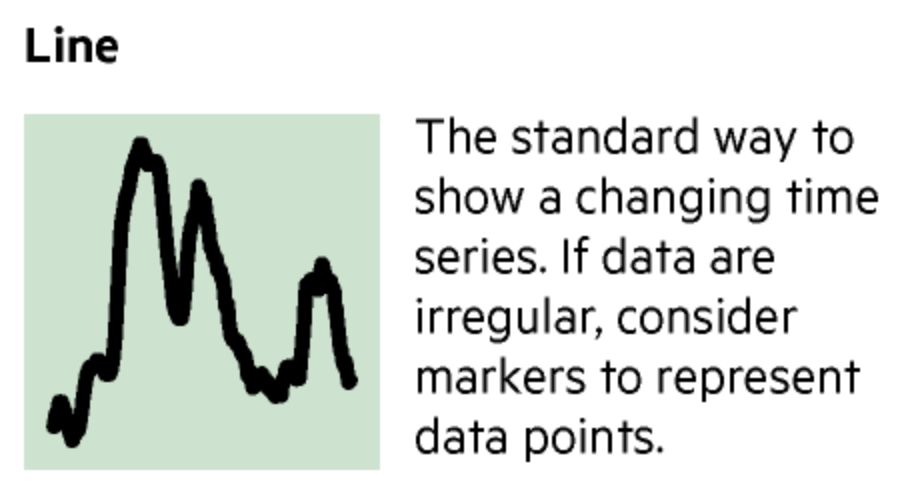 Line
The standard way to
show a changing time
series. If data are
irregular, consider
markers to represent
data points.